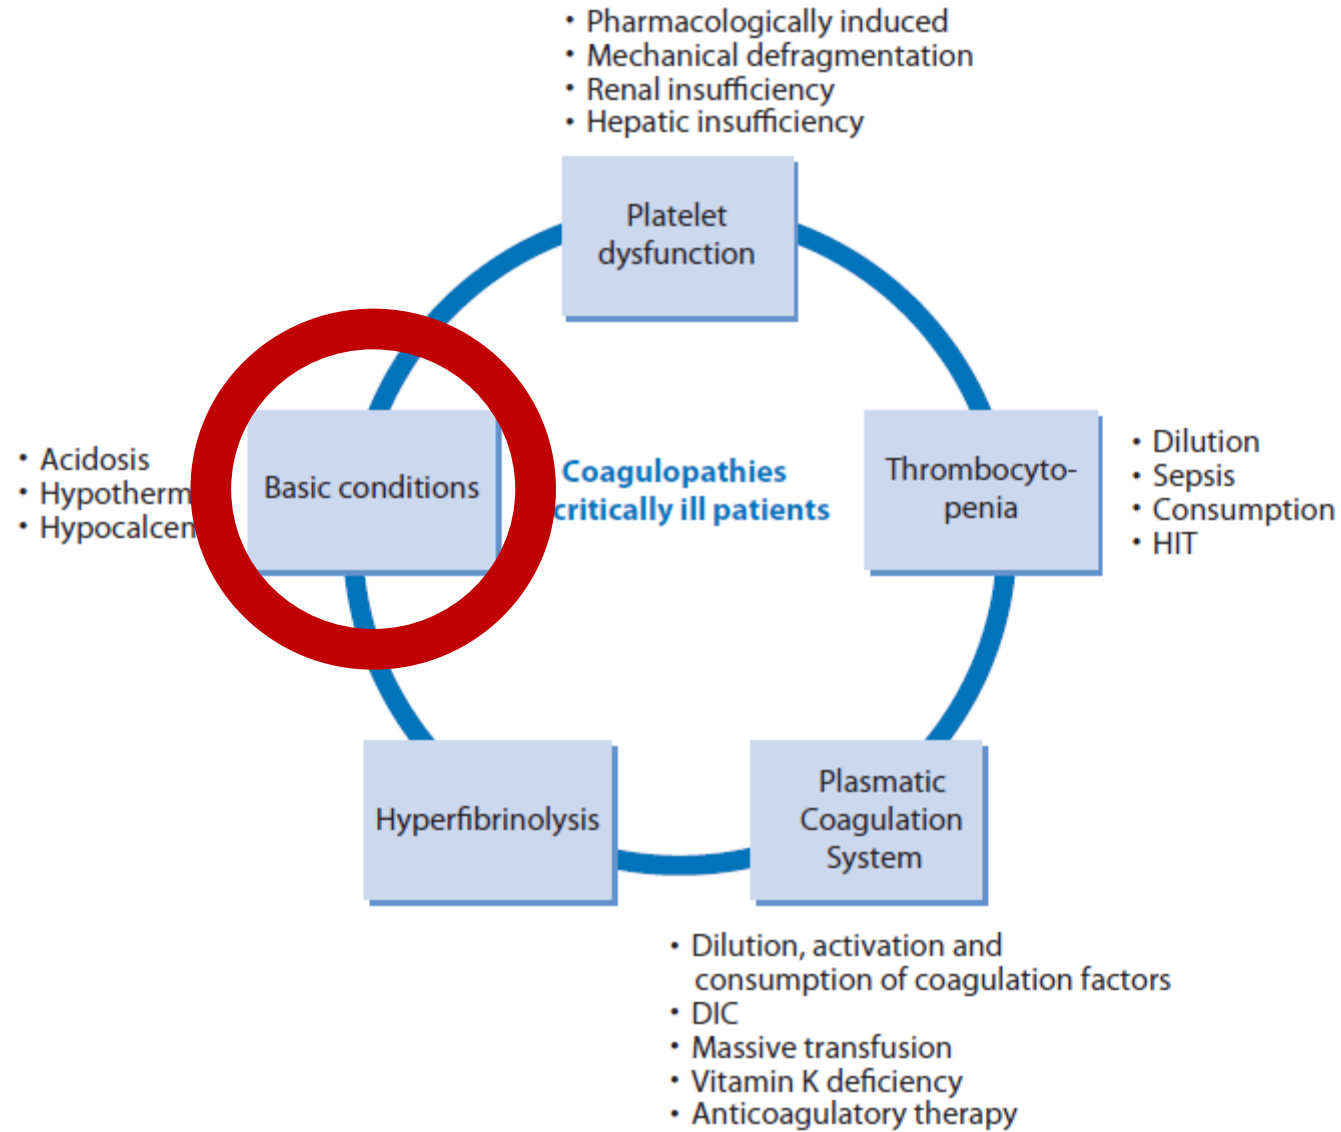 • Pharmacologically induced
• Mechanical defragmentation
• Renal insufficiency
• Hepatic insufficiency
Platelet
dysfunction
• Acidosis
• Hypotherm
• Hypocalcem
Basic conditions
Coagulopathies
critically ill patients
Thrombocyto-
penia
• Dilution
• Sepsis
• Consumption
• HIT
Hyperfibrinolysis
Plasmatic
Coagulation
System
• Dilution, activation and
consumption of coagulation factors
• DIC
• Massive transfusion
• Vitamin K deficiency
• Anticoagulatory therapy